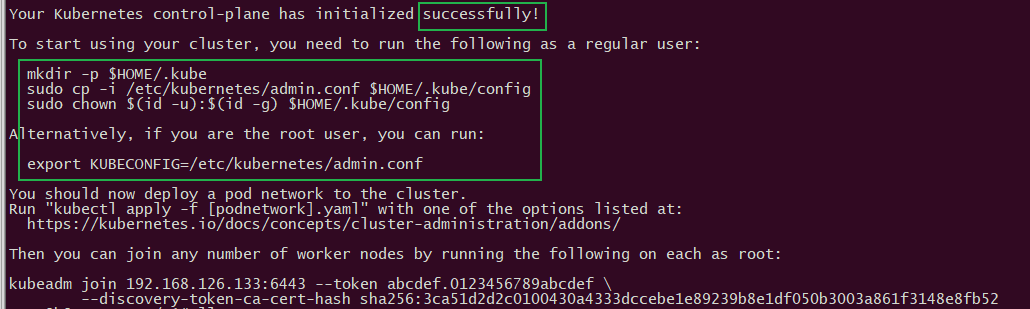 Your Kubernetes control-plane has initialized successfully!
To start using your cluster, you need to run the following as a regular user:
mkdir -p $HOME/.kube
sudo cp -i /etc/kubernetes/admin.conf $HOME/.kube/config
sudo chown $(id -u):$(id -g) $HOME/.kube/config
Alternatively, if you are the root user, you can run:
export KUBECONFIG=/etc/kubernetes/admin.conf
You should now deploy a pod network to the cluster.
Run "kubectl apply -f [podnetwork].yaml" with one of the options listed at:
https://kubernetes.io/docs/concepts/cluster-administration/addons/
Then you can join any number of worker nodes by running the following on each as root:
kubeadm join 192.168.126.133:6443 --token abcdef.0123456789abcdef \
--discovery-token-ca-cert-hash sha256:3ca51d2d2c0100430a4333dccebe1e89239b8e1df050b3003a861f3148e8fb52